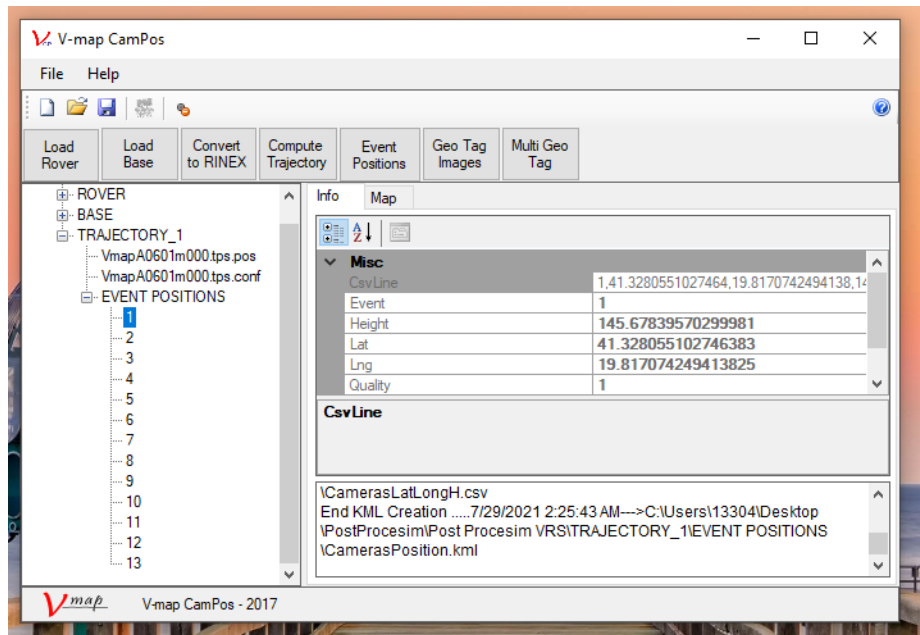 V-map CamPos
File Help
Load Rover
Load Base
Convert to RINEX
Compute Trajectory
Event Positions
Geo Tag Images
Multi Geo Tag
ROVER
BASE
TRAJECTORY_1
VmapA0601m000.tps.pos
VmapA0601m000.tps.conf
EVENT POSITIONS
1
2
3
4
5
6
7
8
9
10
11
12
13
Info Map
Misc
CsvLine 1,41.3280551027464,19.8170742494138,14
Event 1
Height 145.67839570299981
Lat 41.328055102746383
Lng 19.817074249413825
Quality 1
CsvLine
\CamerasLatLongH.csv
End KML Creation .....7/29/2021 2:25:43 AM--->C:\Users\13304\Desktop
\PostProcesim\Post Procesim VRS\TRAJECTORY_1\EVENT POSITIONS
\CamerasPosition.kml
Vmap V-map CamPos - 2017